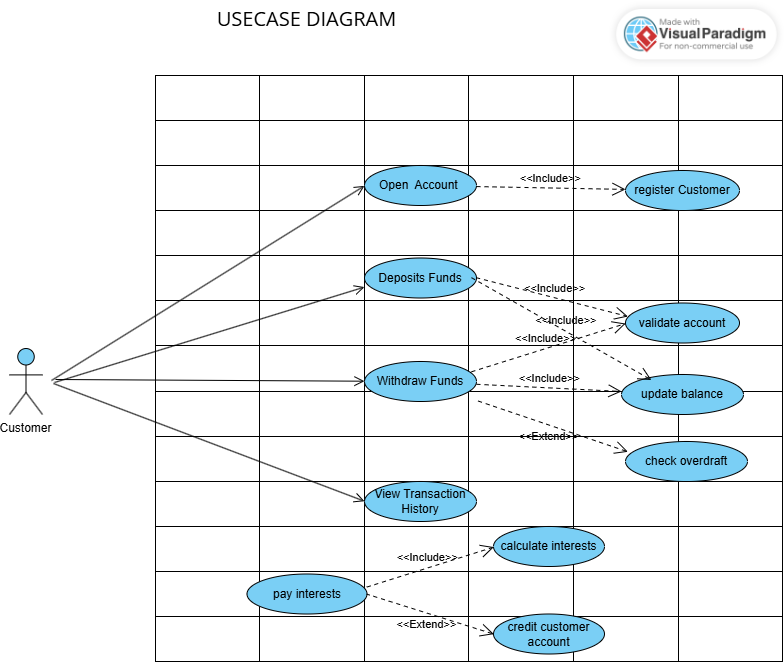 USECASE DIAGRAM
Made with
Visual Paradigm
For non-commercial use
Open Account
<<Include>>
register Customer
Deposits Funds
<<Include>>
<<Include>>
validate account
<<Include>>
Withdraw Funds
<<Include>>
update balance
Customer
<<Extend>>
check overdraft
View Transaction
History
calculate interests
<<Include>>
pay interests
<<Extend>>
credit customer
account